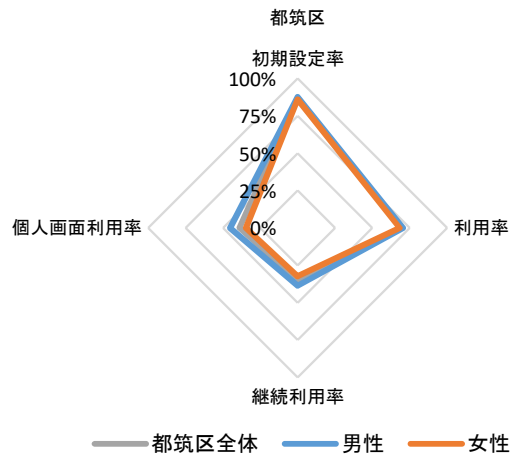 都筑区
初期設定率
100%
75%
50%
25%
0%
個人画面利用率
利用率
継続利用率
都筑区全体 男性 女性